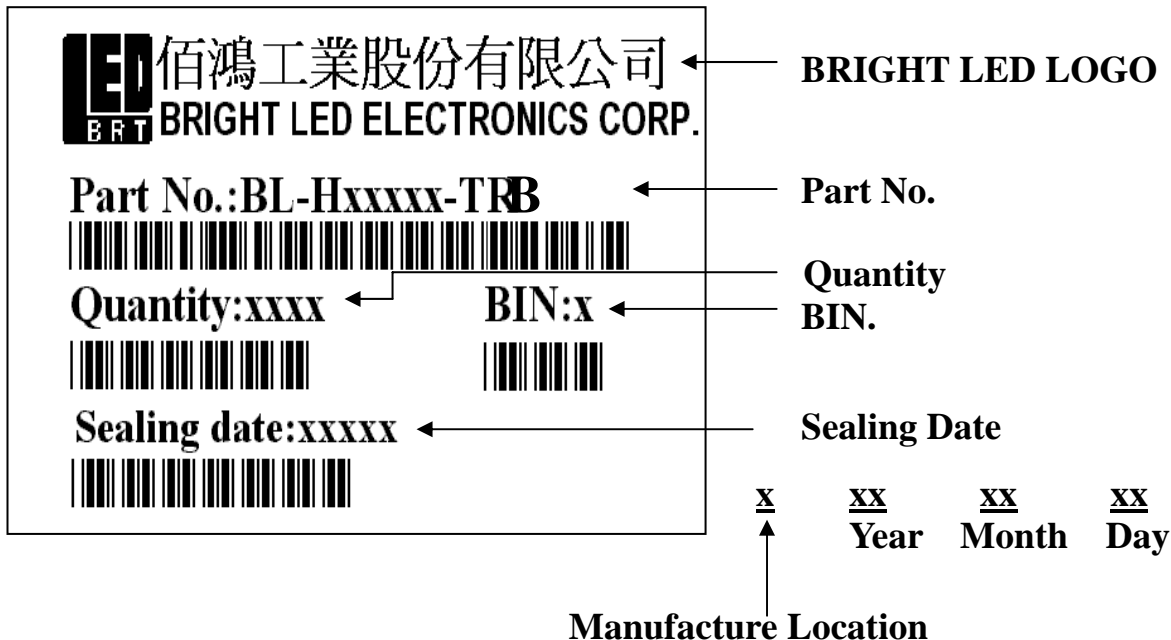 LED 佰鴻工業股份有限公司 BRIGHT LED LOGO
BRT BRIGHT LED ELECTRONICS CORP.
Part No.:BL-Hxxxxx-TRB Part No.
Quantity
Quantity:xxxx BIN:x BIN.
Sealing date:xxxxx Sealing Date
x xx xx xx
Year Month Day
Manufacture Location